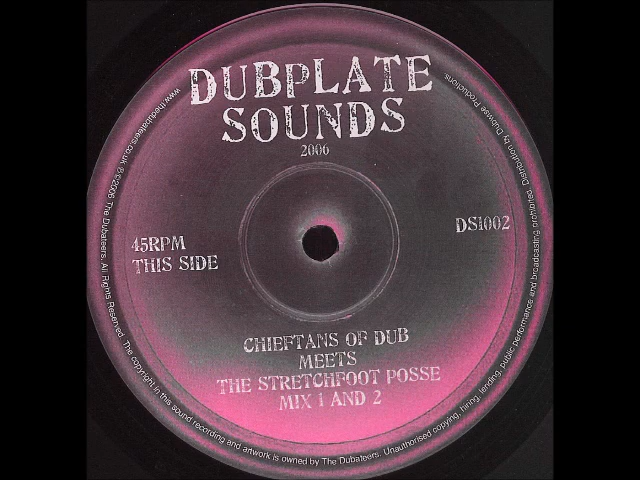 DUBPLATE
SOUNDS
2006
45RPM
THIS SIDE
DS1002
CHIEFTANS OF DUB
MEETS
THE STRETCHFOOT POSSE
MIX 1 AND 2
www.thedubateers.co.uk ℗©2006 The Dubateers. All Rights Reserved. The copyright in this sound recording and artwork is owned by The Dubateers. Unauthorised copying, hiring, lending, public performance and broadcasting prohibited. Distribution by Dubwise Productions.